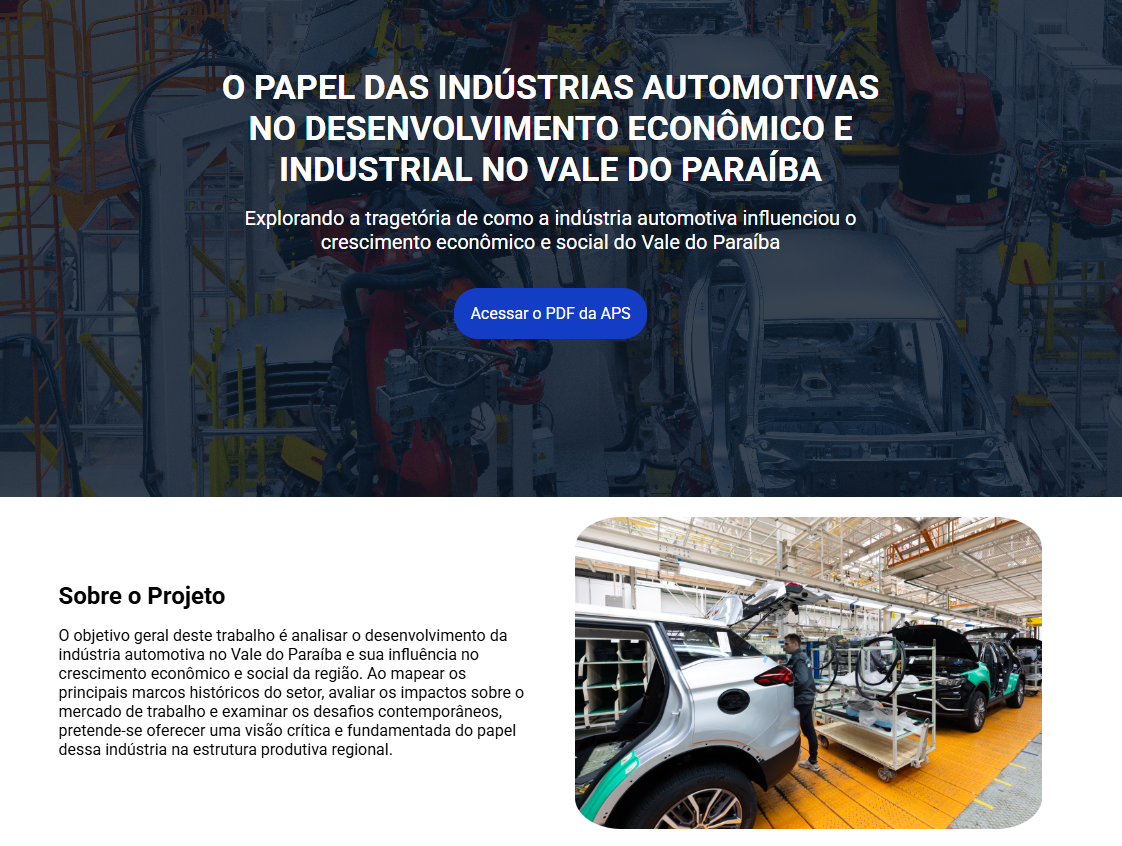 O PAPEL DAS INDÚSTRIAS AUTOMOTIVAS
NO DESENVOLVIMENTO ECONÔMICO E
INDUSTRIAL NO VALE DO PARAÍBA
Explorando a tragetória de como a indústria automotiva influenciou o
crescimento econômico e social do Vale do Paraíba
Acessar o PDF da APS
Sobre o Projeto
O objetivo geral deste trabalho é analisar o desenvolvimento da
indústria automotiva no Vale do Paraíba e sua influência no
crescimento econômico e social da região. Ao mapear os
principais marcos históricos do setor, avaliar os impactos sobre o
mercado de trabalho e examinar os desafios contemporâneos,
pretende-se oferecer uma visão crítica e fundamentada do papel
dessa indústria na estrutura produtiva regional.